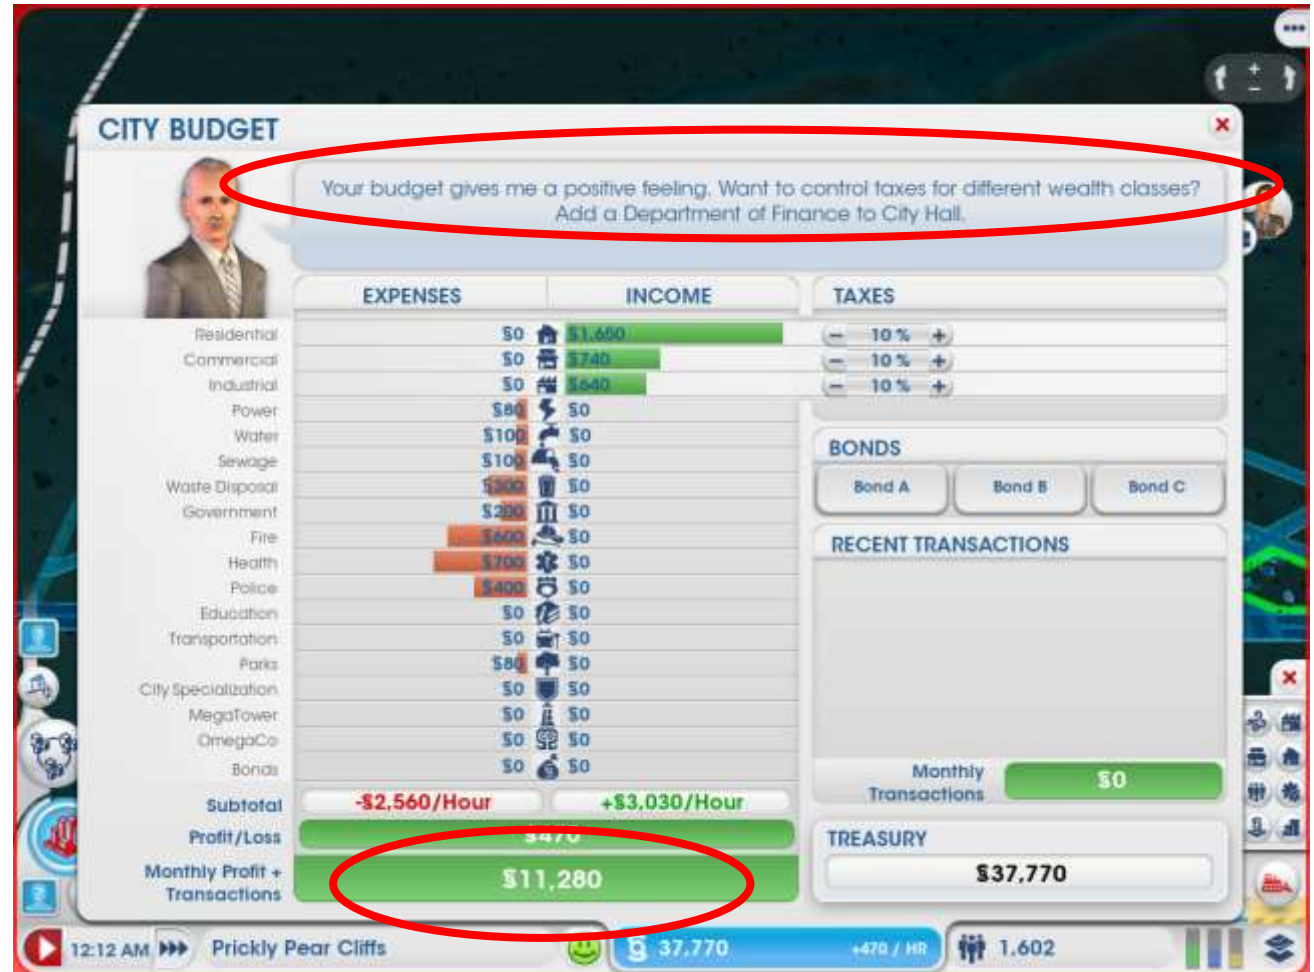 CITY BUDGET
Your budget gives me a positive feeling. Want to control taxes for different wealth classes?
Add a Department of Finance to City Hall.
EXPENSES INCOME TAXES
Residential §0 §1,650 − 10 % +
Commercial §0 §740 − 10 % +
Industrial §0 §640 − 10 % +
Power §80 §0
Water §100 §0
Sewage §100 §0
Waste Disposal §300 §0
Government §200 §0
Fire §600 §0
Health §700 §0
Police §400 §0
Education §0 §0
Transportation §0 §0
Parks §80 §0
City Specialization §0 §0
MegaTower §0 §0
OmegaCo §0 §0
Bonds §0 §0
Subtotal -§2,560/Hour +§3,030/Hour
Profit/Loss §470
Monthly Profit +
Transactions
§11,280
BONDS
Bond A Bond B Bond C
RECENT TRANSACTIONS
Monthly
Transactions
§0
TREASURY
§37,770
12:12 AM Prickly Pear Cliffs § 37,770 +470 / HR 1,602